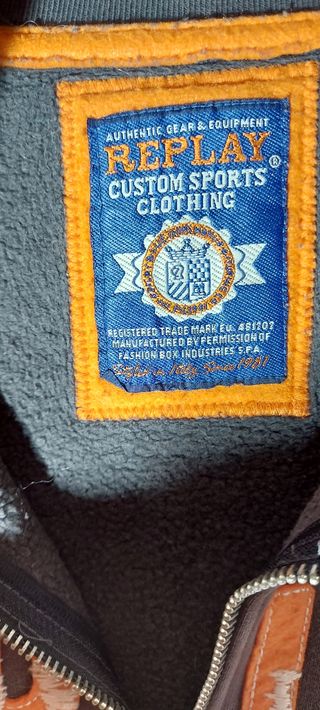 AUTHENTIC GEAR & EQUIPMENT
REPLAY®
CUSTOM SPORTS
CLOTHING
REGISTERED TRADE MARK EU. 481707
MANUFACTURED BY PERMISSION OF
FASHION BOX INDUSTRIES S.P.A.
Styled in Italy Since 1981